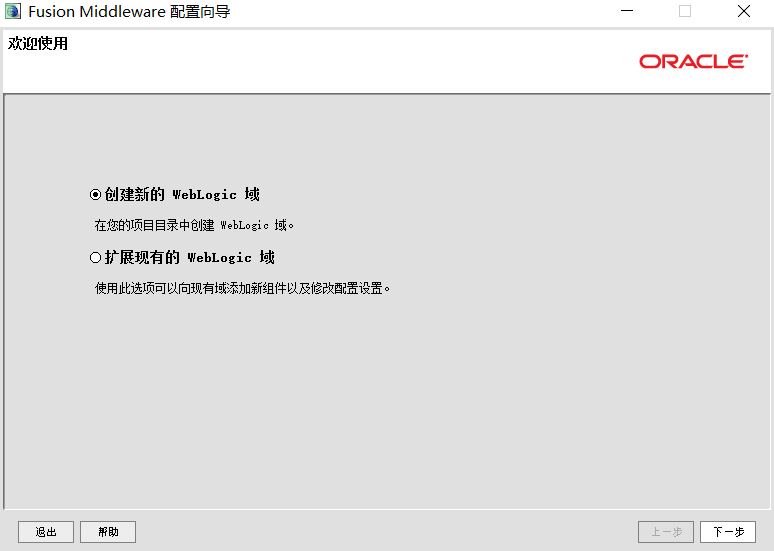 Fusion Middleware 配置向导
欢迎使用
ORACLE
创建新的 WebLogic 域
在您的项目目录中创建 WebLogic 域。
扩展现有的 WebLogic 域
使用此选项可以向现有域添加新组件以及修改配置设置。
退出 帮助 上一步 下一步